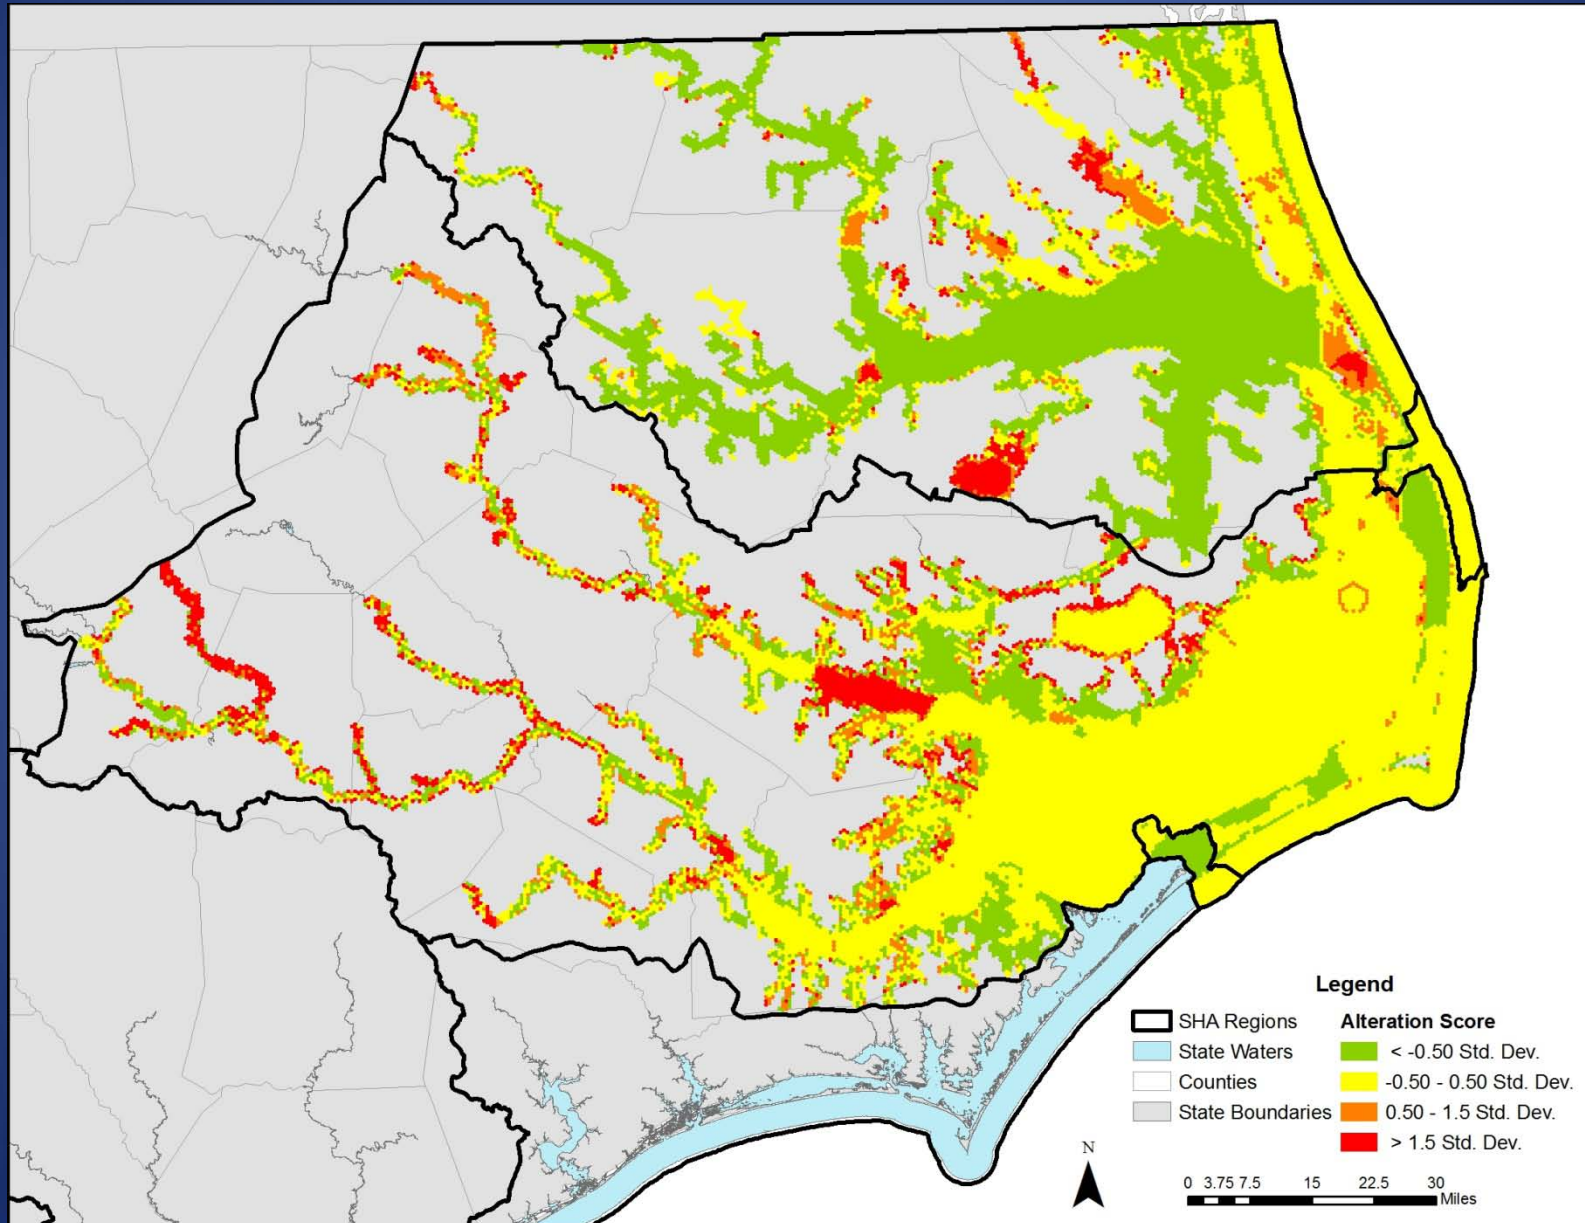 Legend
SHA Regions
State Waters
Counties
State Boundaries
Alteration Score
< -0.50 Std. Dev.
-0.50 - 0.50 Std. Dev.
0.50 - 1.5 Std. Dev.
> 1.5 Std. Dev.
N
0 3.75 7.5 15 22.5 30
Miles